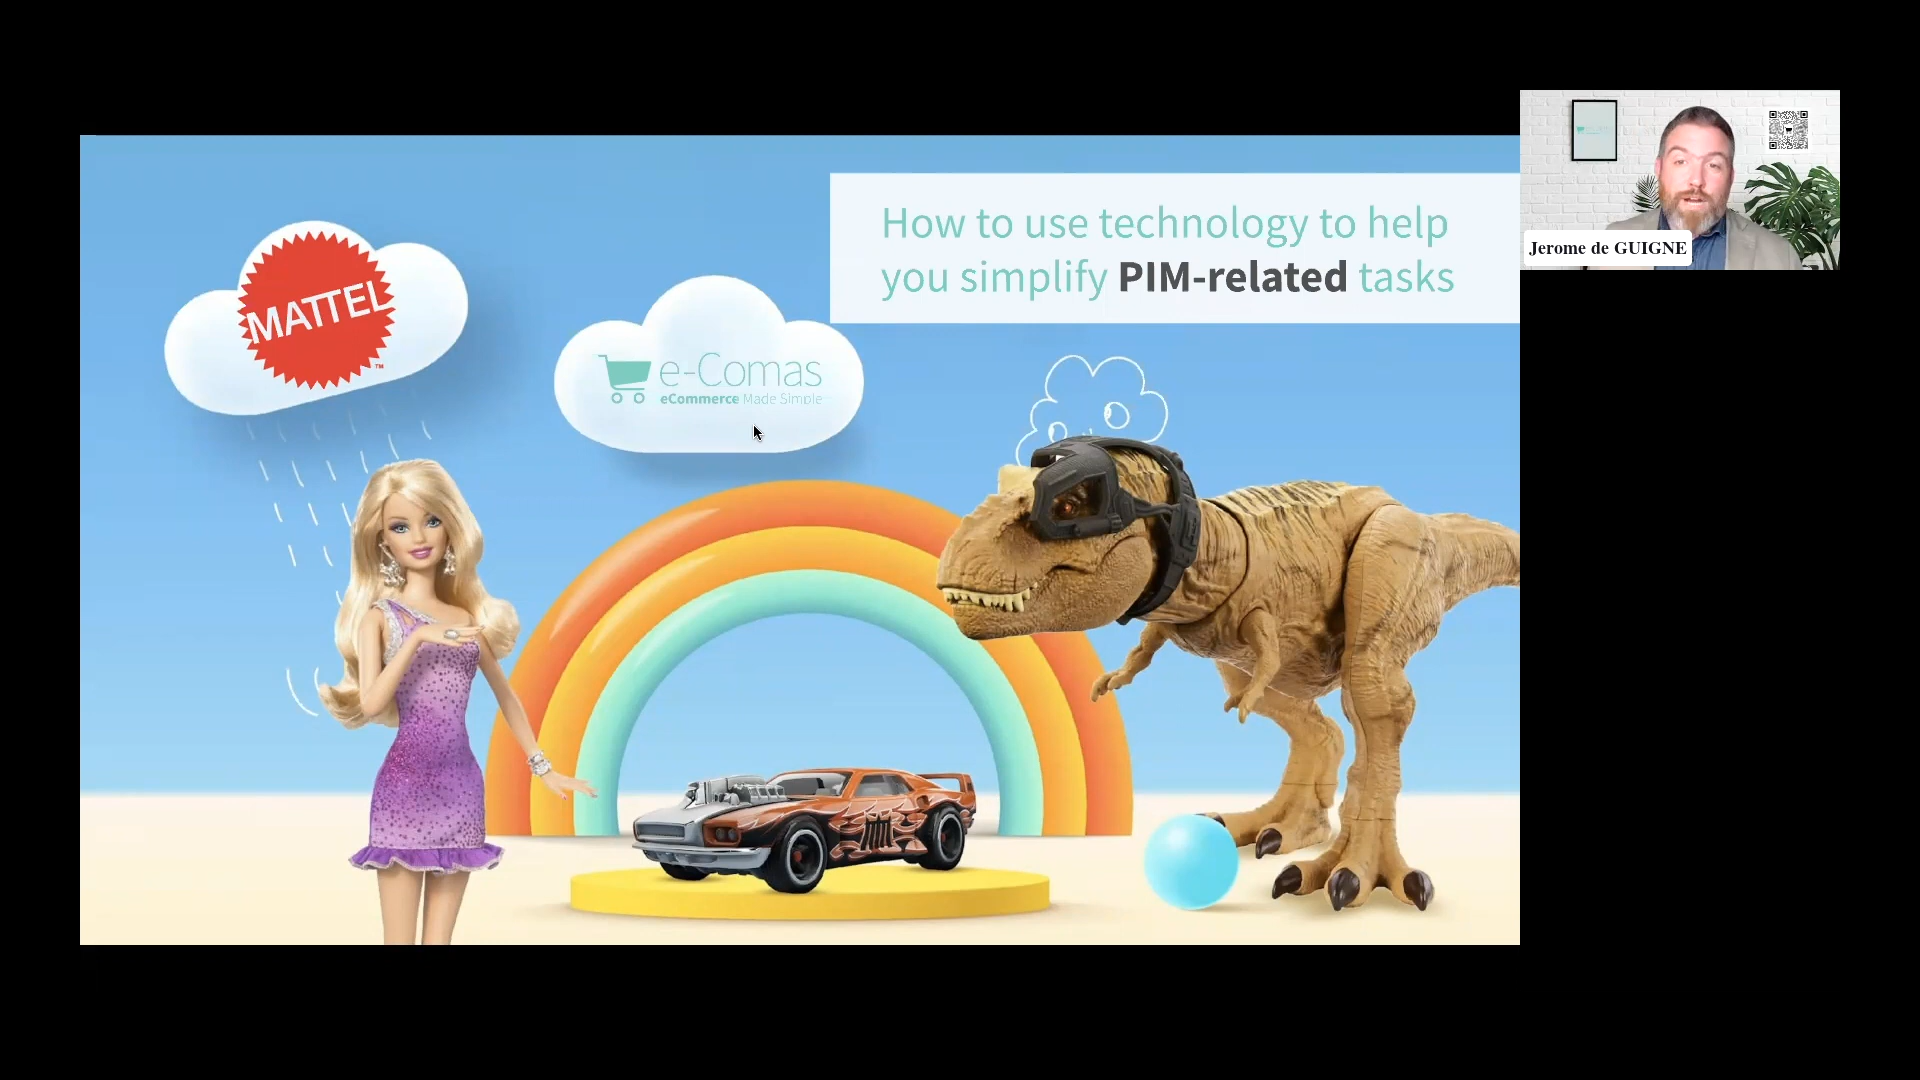 How to use technology to help
you simplify PIM-related tasks
MATTEL
™
e-Comas
eCommerce Made Simple
Jerome de GUIGNE